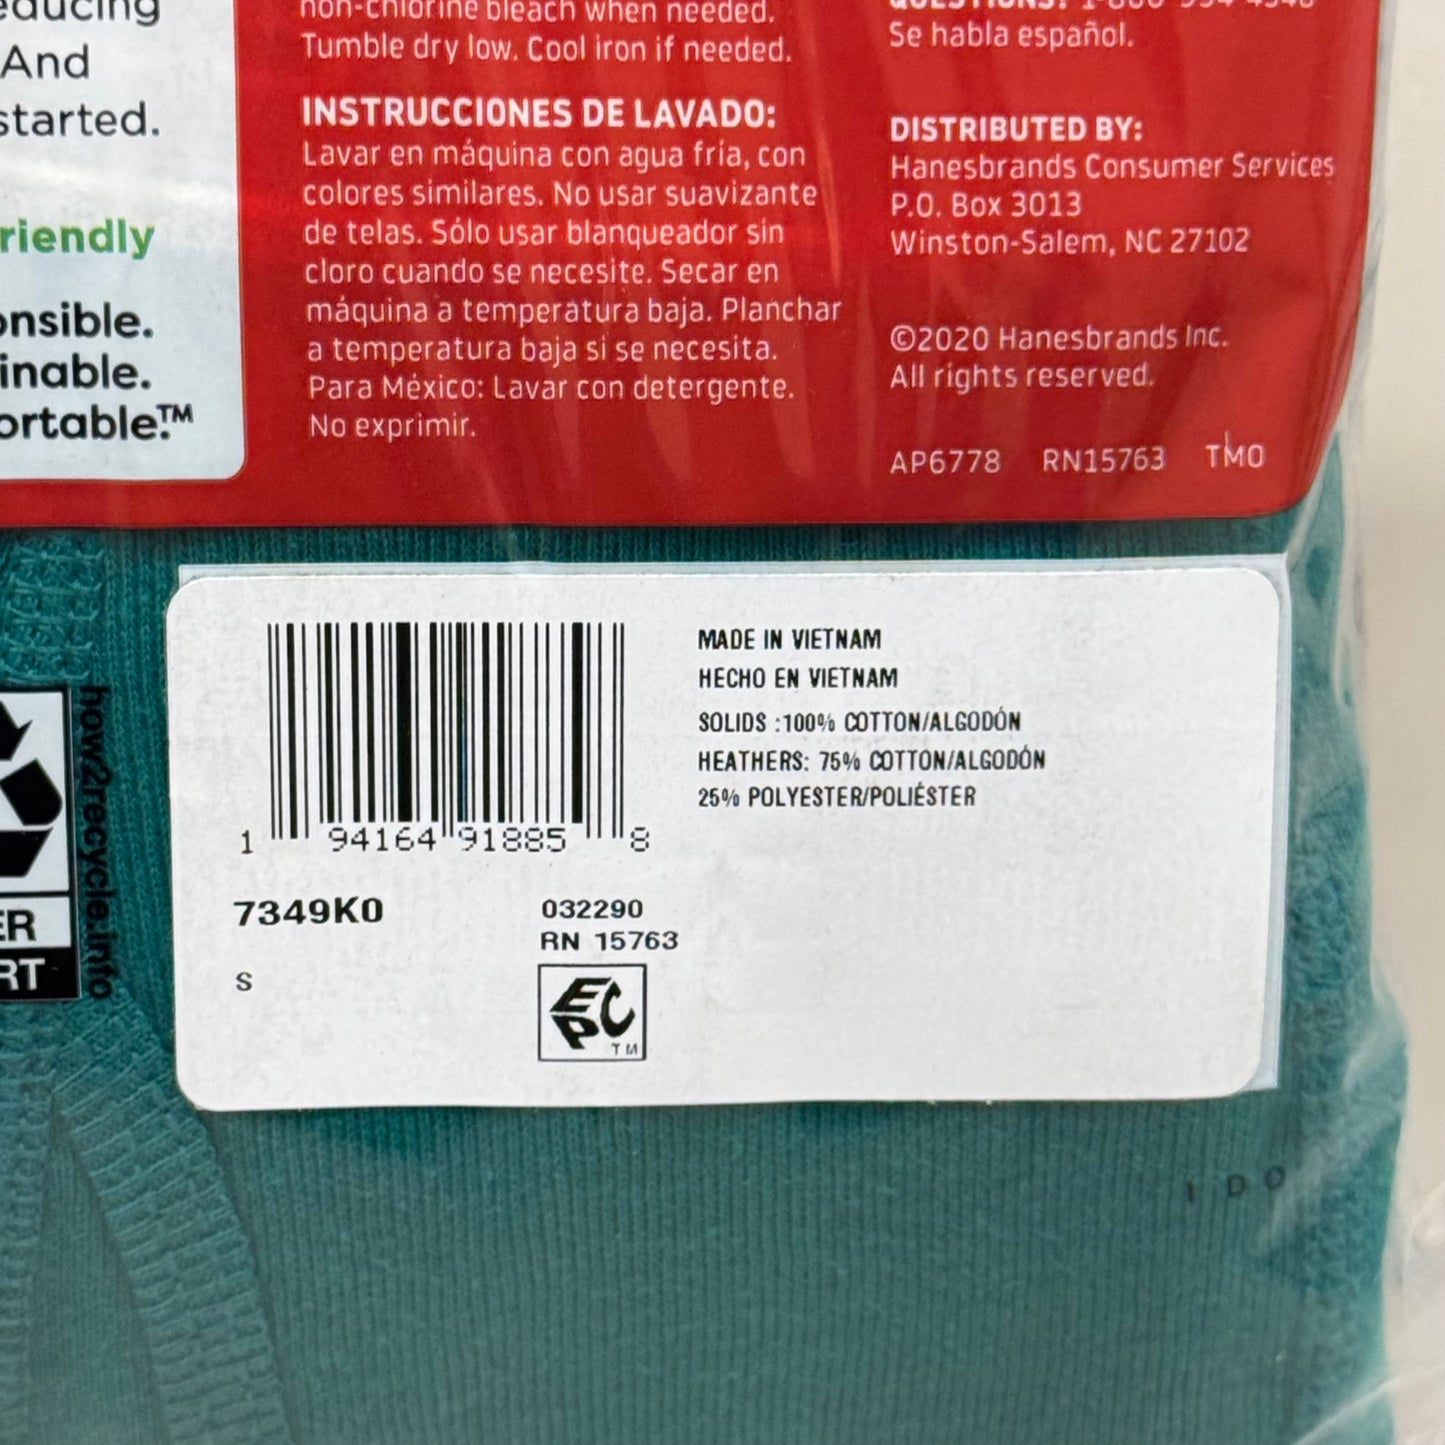 And
started.
riendly
onsible.
inable.
ortable.™
non-chlorine bleach when needed.
Tumble dry low. Cool iron if needed.
INSTRUCCIONES DE LAVADO:
Lavar en máquina con agua fría, con
colores similares. No usar suavizante
de telas. Sólo usar blanqueador sin
cloro cuando se necesite. Secar en
máquina a temperatura baja. Planchar
a temperatura baja si se necesita.
Para México: Lavar con detergente.
No exprimir.
Se habla español.
DISTRIBUTED BY:
Hanesbrands Consumer Services
P.O. Box 3013
Winston-Salem, NC 27102
©2020 Hanesbrands Inc.
All rights reserved.
AP6778 RN15763 TMO
how2recycle.info
ER
RT
1 94164 91885 8
7349K0
S
032290
RN 15763
EPC
TM
MADE IN VIETNAM
HECHO EN VIETNAM
SOLIDS :100% COTTON/ALGODÓN
HEATHERS: 75% COTTON/ALGODÓN
25% POLYESTER/POLIÉSTER
I DO